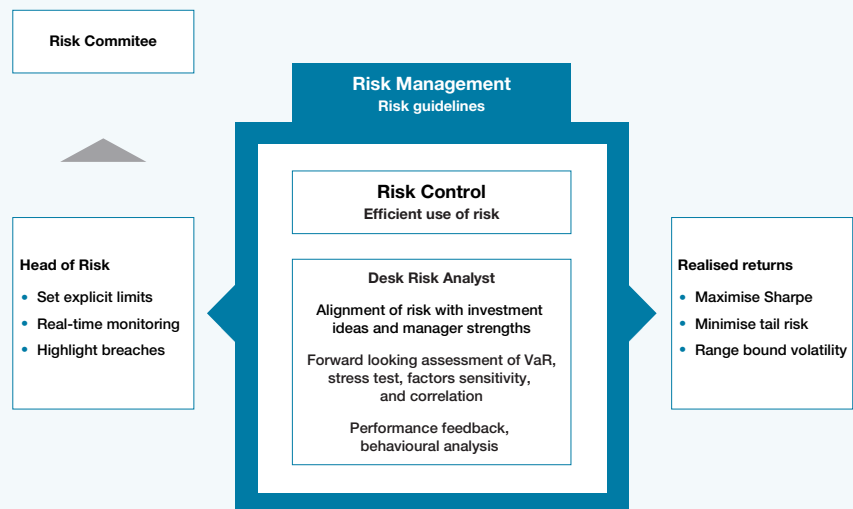 Risk Commitee
Risk Management
Risk guidelines
Risk Control
Efficient use of risk
Head of Risk
• Set explicit limits
• Real-time monitoring
• Highlight breaches
Desk Risk Analyst
Alignment of risk with investment
ideas and manager strengths
Forward looking assessment of VaR,
stress test, factors sensitivity,
and correlation
Performance feedback,
behavioural analysis
Realised returns
• Maximise Sharpe
• Minimise tail risk
• Range bound volatility